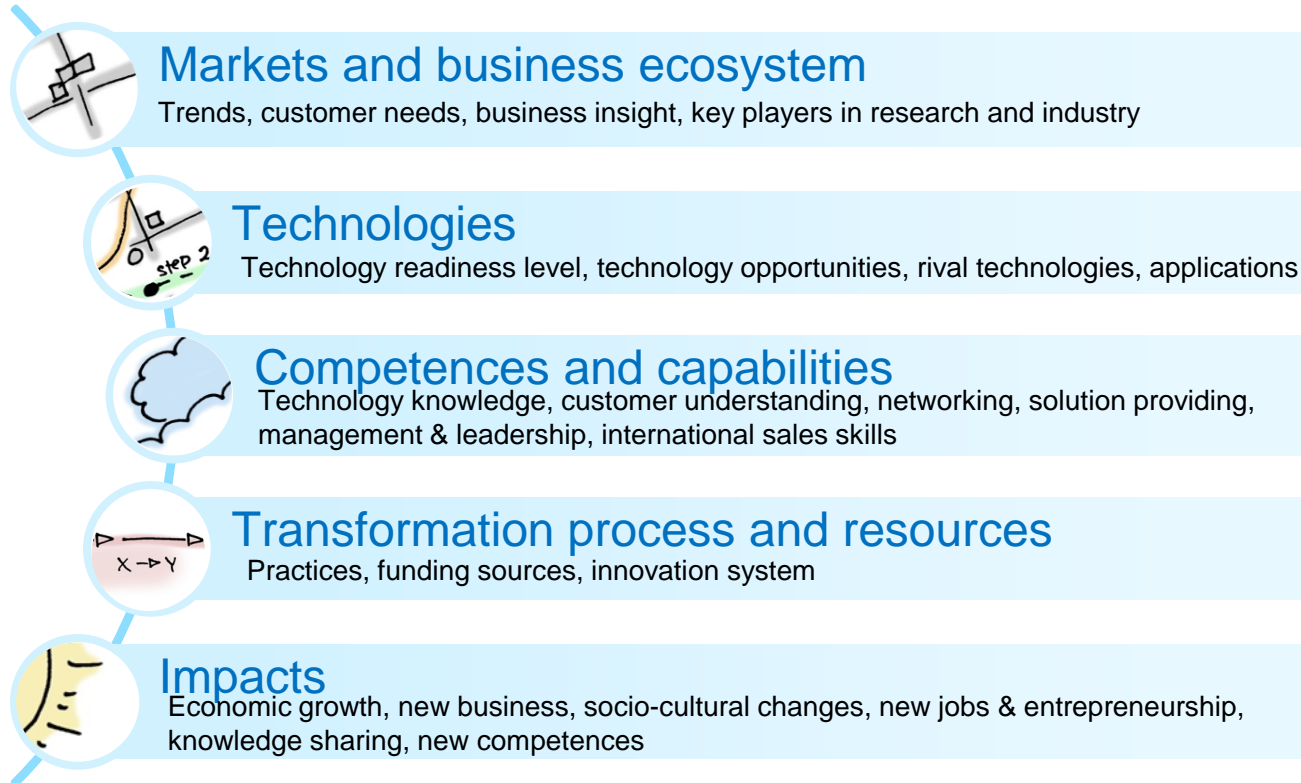 Markets and business ecosystem
Trends, customer needs, business insight, key players in research and industry
Technologies
Technology readiness level, technology opportunities, rival technologies, applications
step 2
Competences and capabilities
Technology knowledge, customer understanding, networking, solution providing,
management & leadership, international sales skills
Transformation process and resources
Practices, funding sources, innovation system
X → Y
Impacts
Economic growth, new business, socio-cultural changes, new jobs & entrepreneurship,
knowledge sharing, new competences